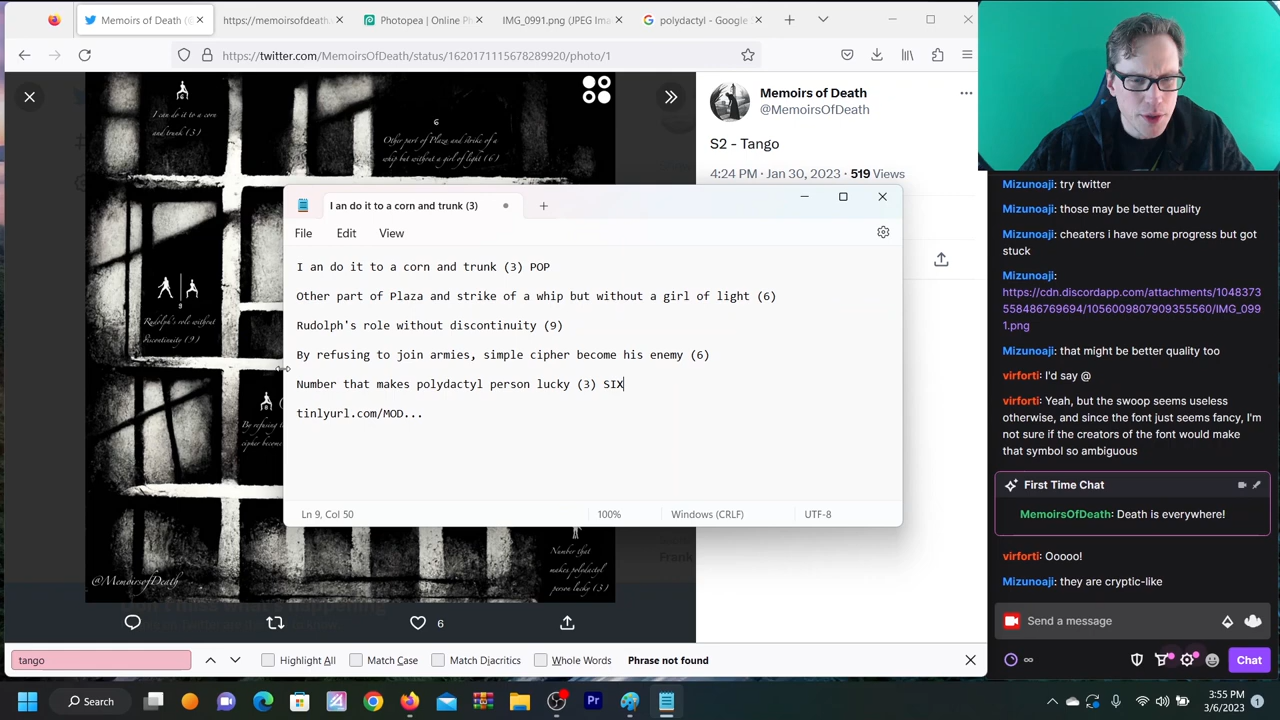 Memoirs of Death (
https://memoirsofdeath.
Photopea | Online Ph
IMG_0991.png (JPEG Ima
polydactyl - Google S
https://twitter.com/MemoirsOfDeath/status/1620171115678289920/photo/1
I can do it to a corn
and trunk (3)
6
Other part of Plaza and strike of a
whip but without a girl of light (6)
9
Rudolph's role without
discontinuity (9)
By refusing
cipher become
Number that
makes polydactyl
person lucky (3)
@MemoirsofDeath
Frank
6
Memoirs of Death
@MemoirsOfDeath
S2 - Tango
4:24 PM · Jan 30, 2023 · 519 Views
I an do it to a corn and trunk (3)
File Edit View
I an do it to a corn and trunk (3) POP
Other part of Plaza and strike of a whip but without a girl of light (6)
Rudolph's role without discontinuity (9)
By refusing to join armies, simple cipher become his enemy (6)
Number that makes polydactyl person lucky (3) SIX
tinlyurl.com/MOD...
Ln 9, Col 50 100% Windows (CRLF) UTF-8
Mizunoaji: try twitter
Mizunoaji: those may be better quality
Mizunoaji: cheaters i have some progress but got
stuck
Mizunoaji:
https://cdn.discordapp.com/attachments/1048373
558486769694/1056009807909355560/IMG_099
1.png
Mizunoaji: that might be better quality too
virforti: I'd say @
virforti: Yeah, but the swoop seems useless
otherwise, and since the font just seems fancy, I'm
not sure if the creators of the font would make
that symbol so ambiguous
First Time Chat
MemoirsOfDeath: Death is everywhere!
virforti: Ooooo!
Mizunoaji: they are cryptic-like
Send a message
Chat
tango
Highlight All Match Case Match Diacritics Whole Words Phrase not found
Search
Pr
3:55 PM
3/6/2023
1